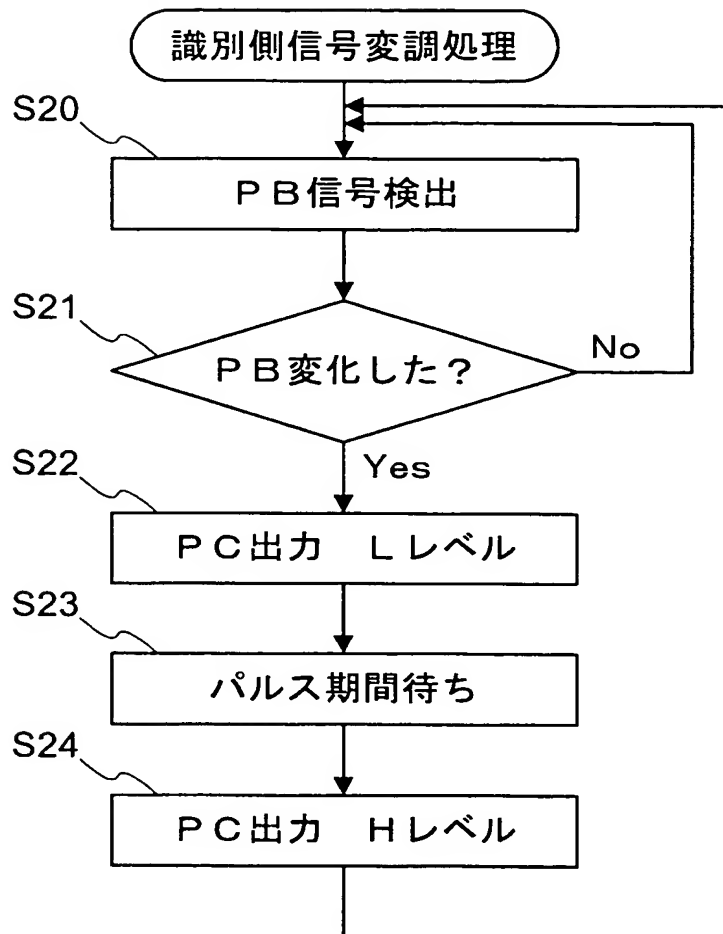 識別側信号変調処理
S20
ＰＢ信号検出
S21
ＰＢ変化した？
No
Yes
S22
ＰＣ出力　Ｌレベル
S23
パルス期間待ち
S24
ＰＣ出力　Ｈレベル